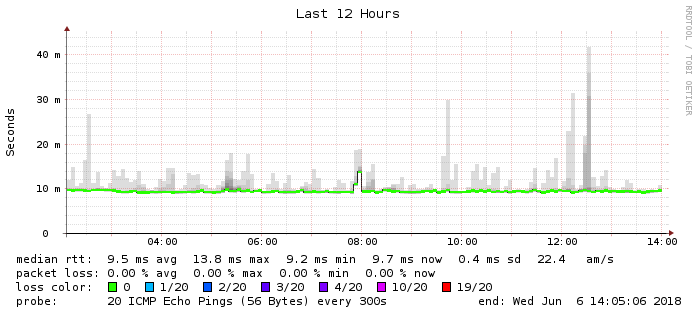 Last 12 Hours
RRDTOOL / TOBI OETIKER
Seconds
40 m
30 m
20 m
10 m
0
04:00 06:00 08:00 10:00 12:00 14:00
median rtt: 9.5 ms avg 13.8 ms max 9.2 ms min 9.7 ms now 0.4 ms sd 22.4 am/s
packet loss: 0.00 % avg 0.00 % max 0.00 % min 0.00 % now
loss color: 0 1/20 2/20 3/20 4/20 10/20 19/20
probe: 20 ICMP Echo Pings (56 Bytes) every 300s end: Wed Jun 6 14:05:06 2018